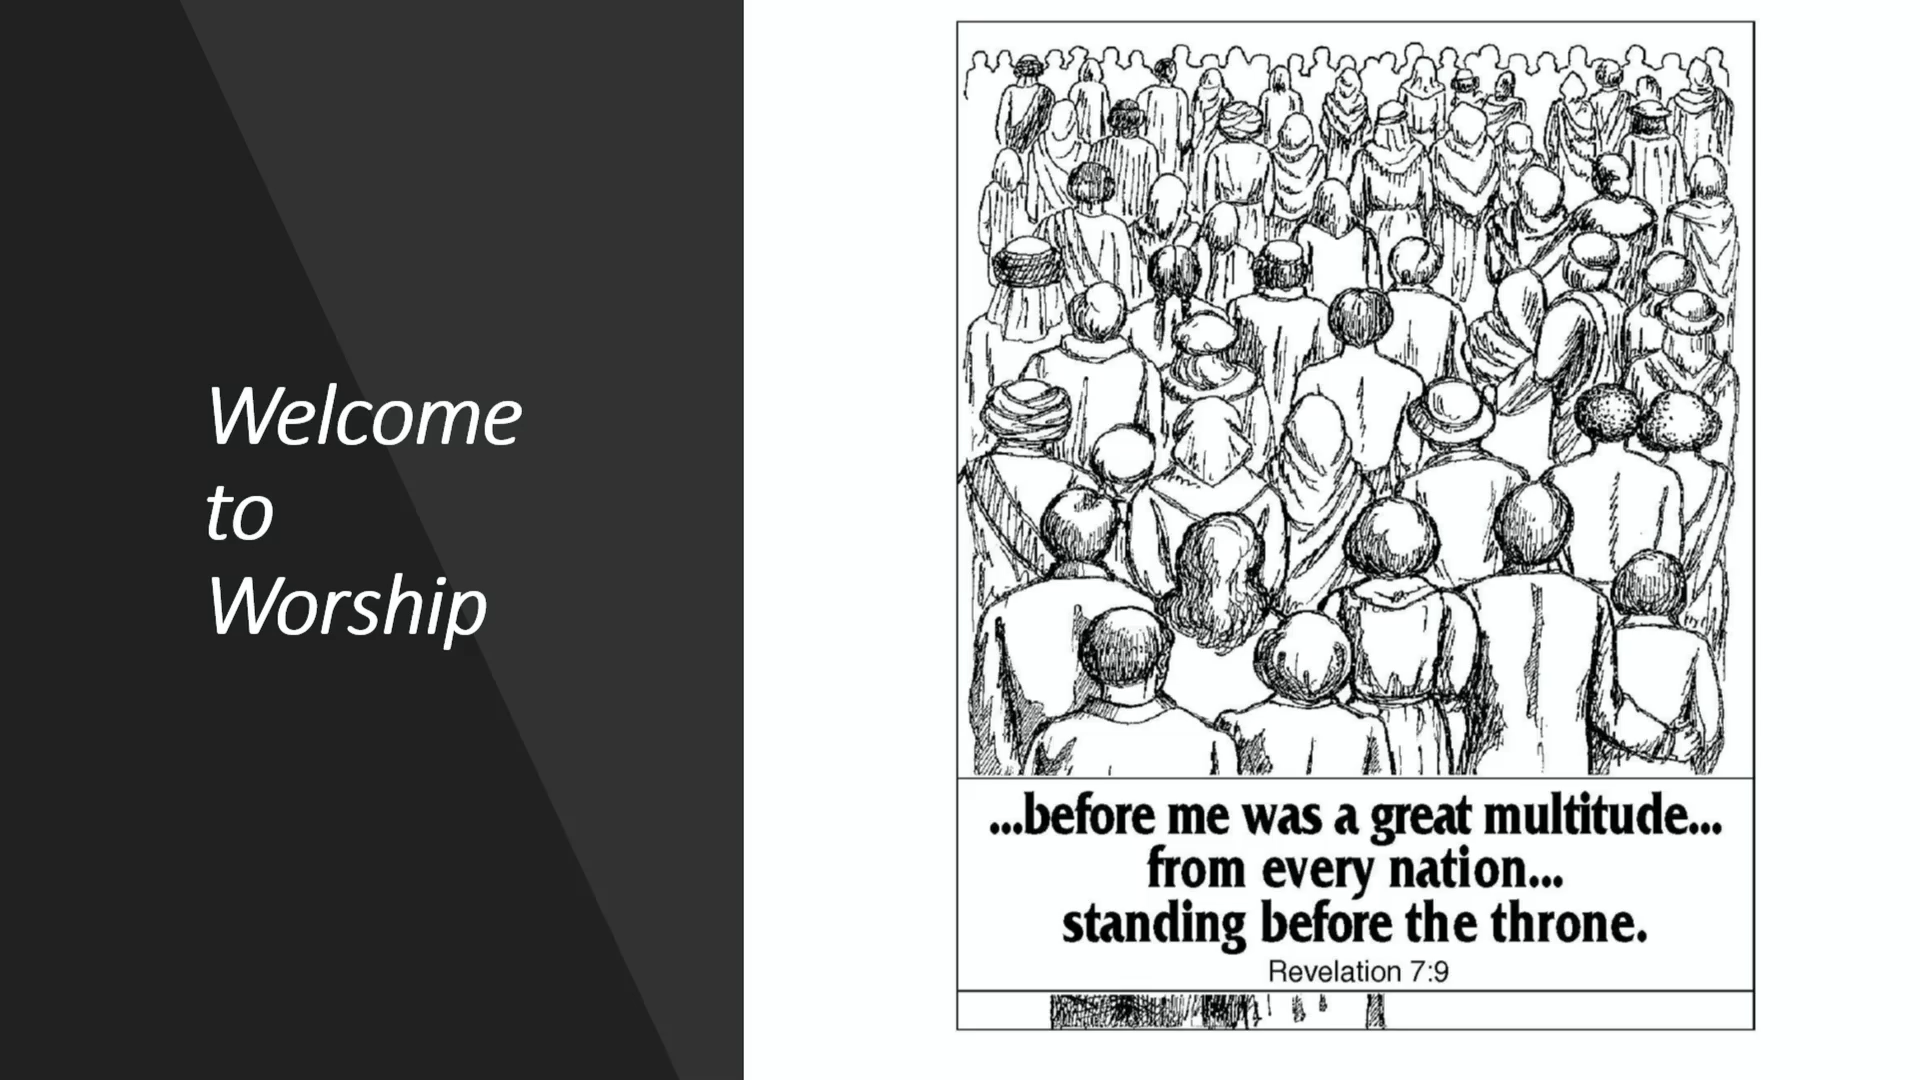 Welcome
to
Worship
...before me was a great multitude...
from every nation...
standing before the throne.
Revelation 7:9